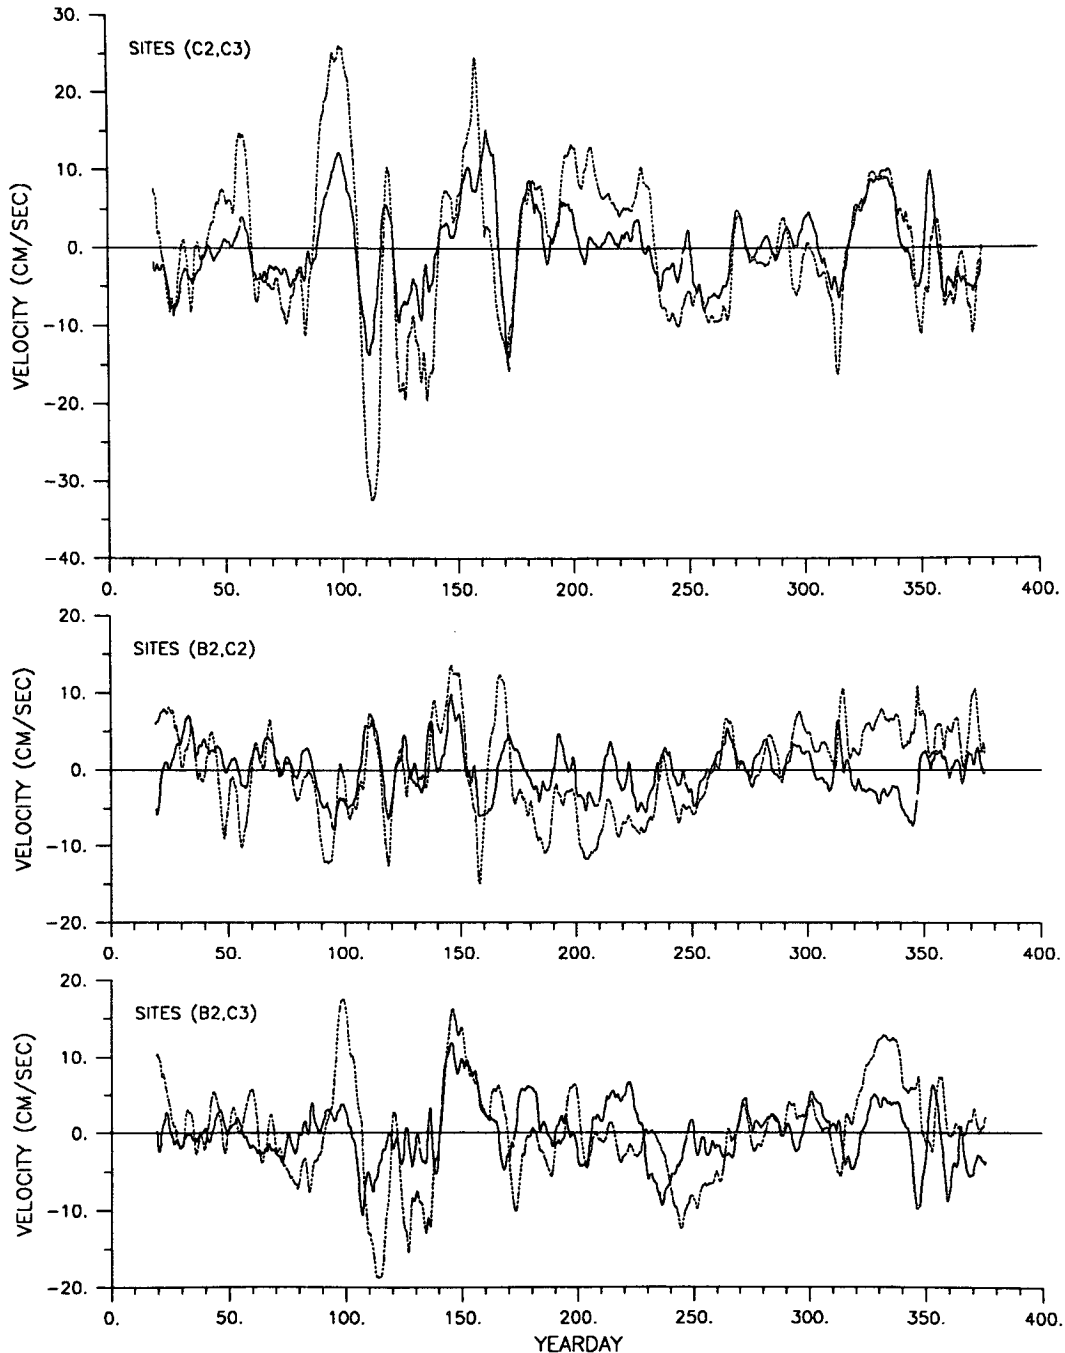 30.
SITES (C2,C3)
20.
10.
0.
-10.
-20.
-30.
-40.
VELOCITY (CM/SEC)
0. 50. 100. 150. 200. 250. 300. 350. 400.
20.
SITES (B2,C2)
10.
0.
-10.
-20.
VELOCITY (CM/SEC)
0. 50. 100. 150. 200. 250. 300. 350. 400.
20.
SITES (B2,C3)
10.
0.
-10.
-20.
VELOCITY (CM/SEC)
0. 50. 100. 150. 200. 250. 300. 350. 400.
YEARDAY